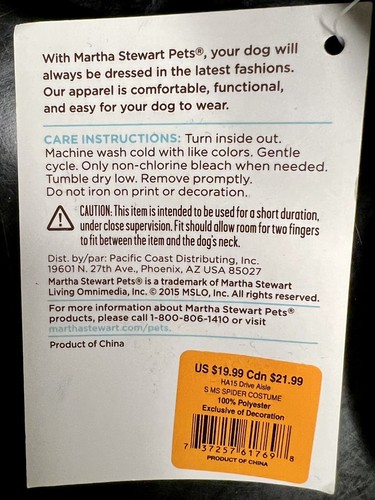 With Martha Stewart Pets®, your dog will
always be dressed in the latest fashions.
Our apparel is comfortable, functional,
and easy for your dog to wear.
CARE INSTRUCTIONS: Turn inside out.
Machine wash cold with like colors. Gentle
cycle. Only non-chlorine bleach when needed.
Tumble dry low. Remove promptly.
Do not iron on print or decoration.
CAUTION: This item is intended to be used for a short duration,
under close supervision. Fit should allow room for two fingers
to fit between the item and the dog's neck.
Dist. by/par: Pacific Coast Distributing, Inc.
19601 N. 27th Ave., Phoenix, AZ USA 85027
Martha Stewart Pets® is a trademark of Martha Stewart
Living Omnimedia, Inc. © 2015 MSLO, Inc. All rights reserved.
For more information about Martha Stewart Pets®
products, please call 1-800-806-1410 or visit
marthastewart.com/pets.
Product of China
US $19.99 Cdn $21.99
HA15 Drive Aisle
S MS SPIDER COSTUME
100% Polyester
Exclusive of Decoration
7 37257 61769 8
PRODUCT OF CHINA